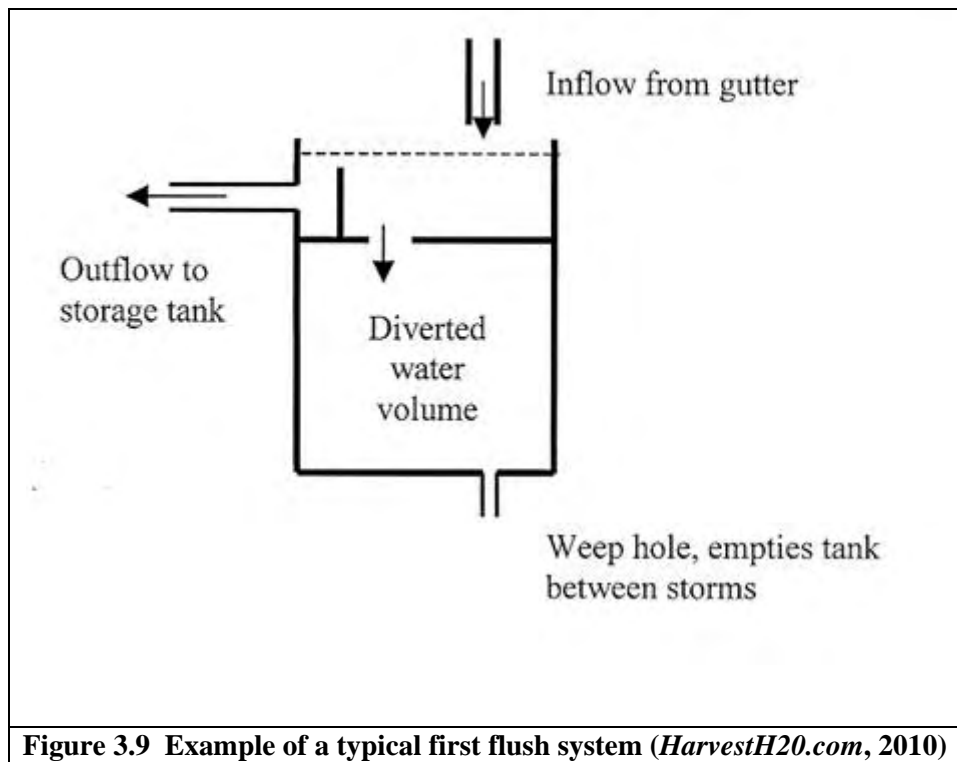 Inflow from gutter
Outflow to
storage tank
Diverted
water
volume
Weep hole, empties tank
between storms
Figure 3.9 Example of a typical first flush system (HarvestH20.com, 2010)